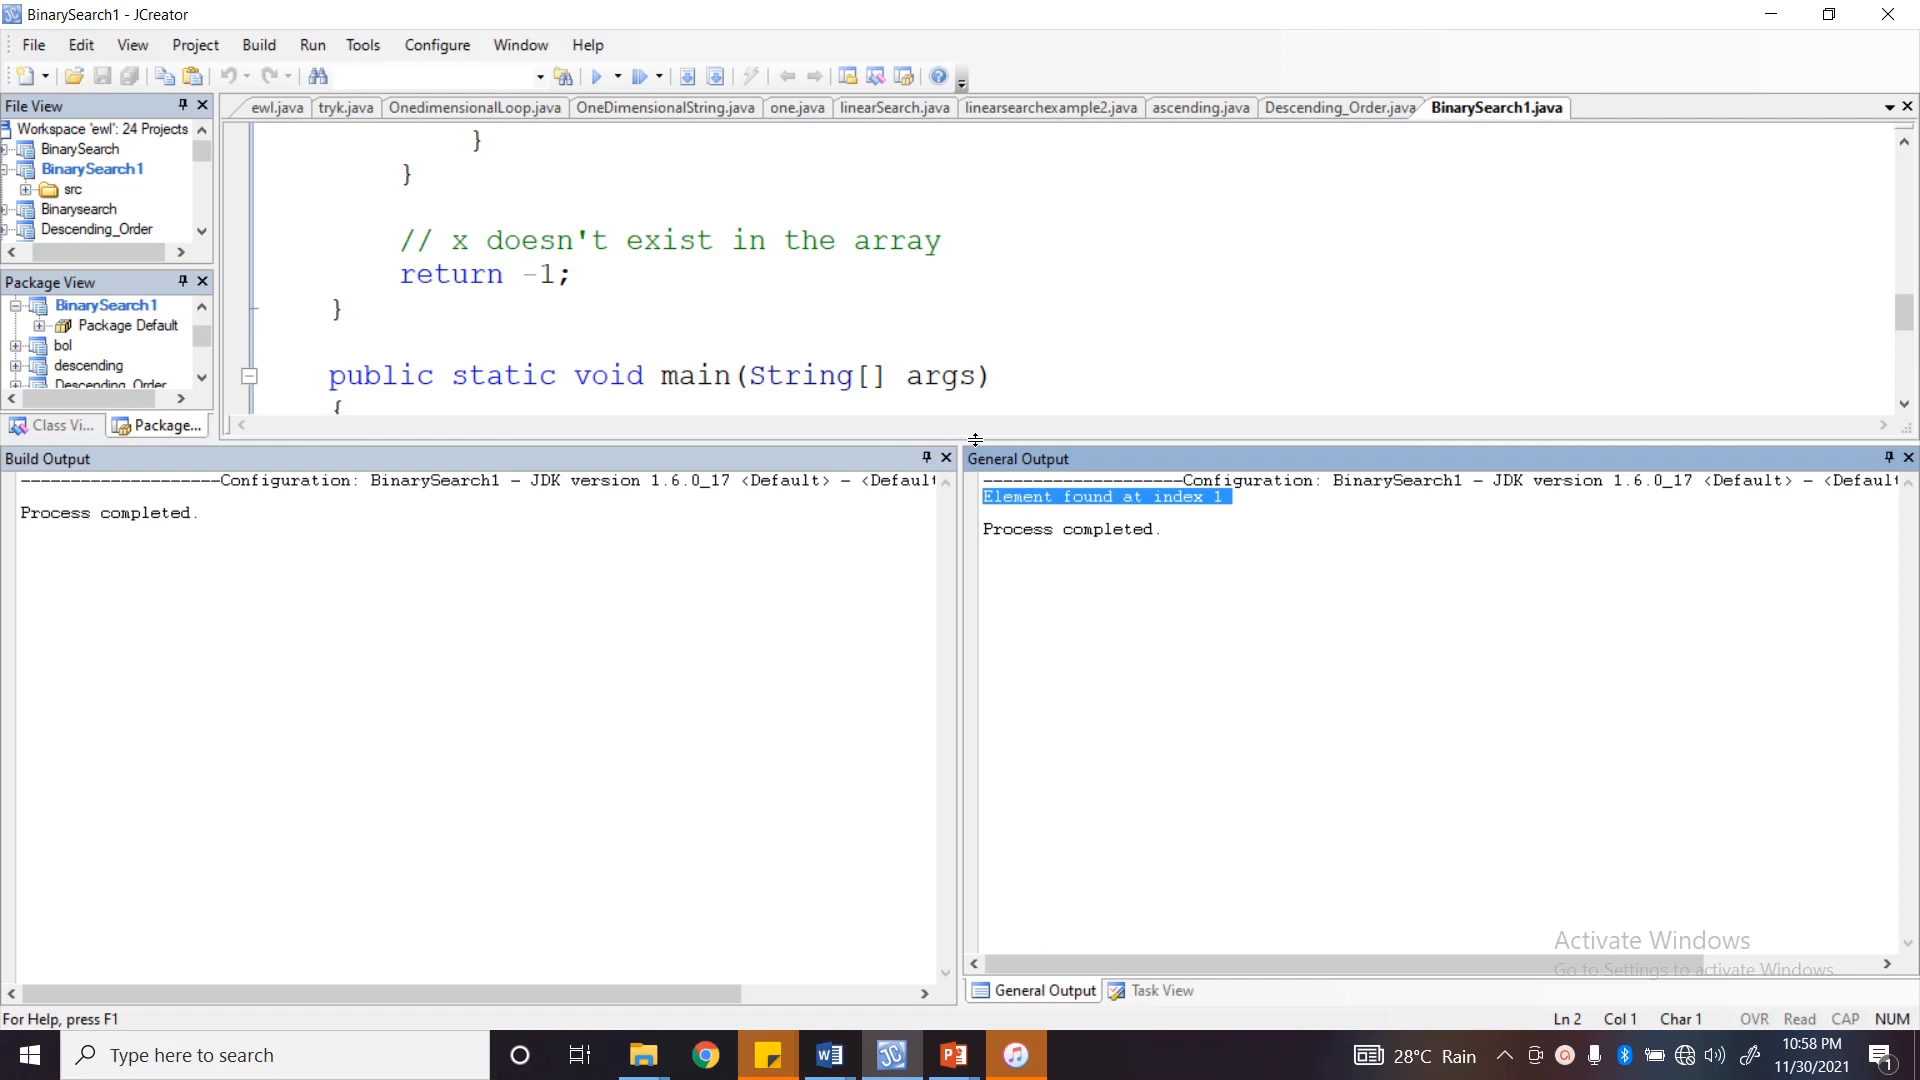 BinarySearch1 - JCreator
File Edit View Project Build Run Tools Configure Window Help
File View
Workspace 'ewl': 24 Projects
BinarySearch
BinarySearch1
src
Binarysearch
Descending_Order
Package View
BinarySearch1
Package Default
bol
descending
Descending_Order
Class Vi...
Package...
ewl.java tryk.java OnedimensionalLoop.java OneDimensionalString.java one.java linearSearch.java linearsearchexample2.java ascending.java Descending_Order.java BinarySearch1.java
}
}
// x doesn't exist in the array
return -1;
}
public static void main(String[] args)
{
Build Output
--------------------Configuration: BinarySearch1 - JDK version 1.6.0_17 <Default> - <Default
Process completed.
General Output
--------------------Configuration: BinarySearch1 - JDK version 1.6.0_17 <Default> - <Default
Element found at index 1
Process completed.
Activate Windows
Go to Settings to activate Windows.
General Output
Task View
For Help, press F1
Ln 2 Col 1 Char 1 OVR Read CAP NUM
Type here to search
28°C Rain
10:58 PM
11/30/2021
1